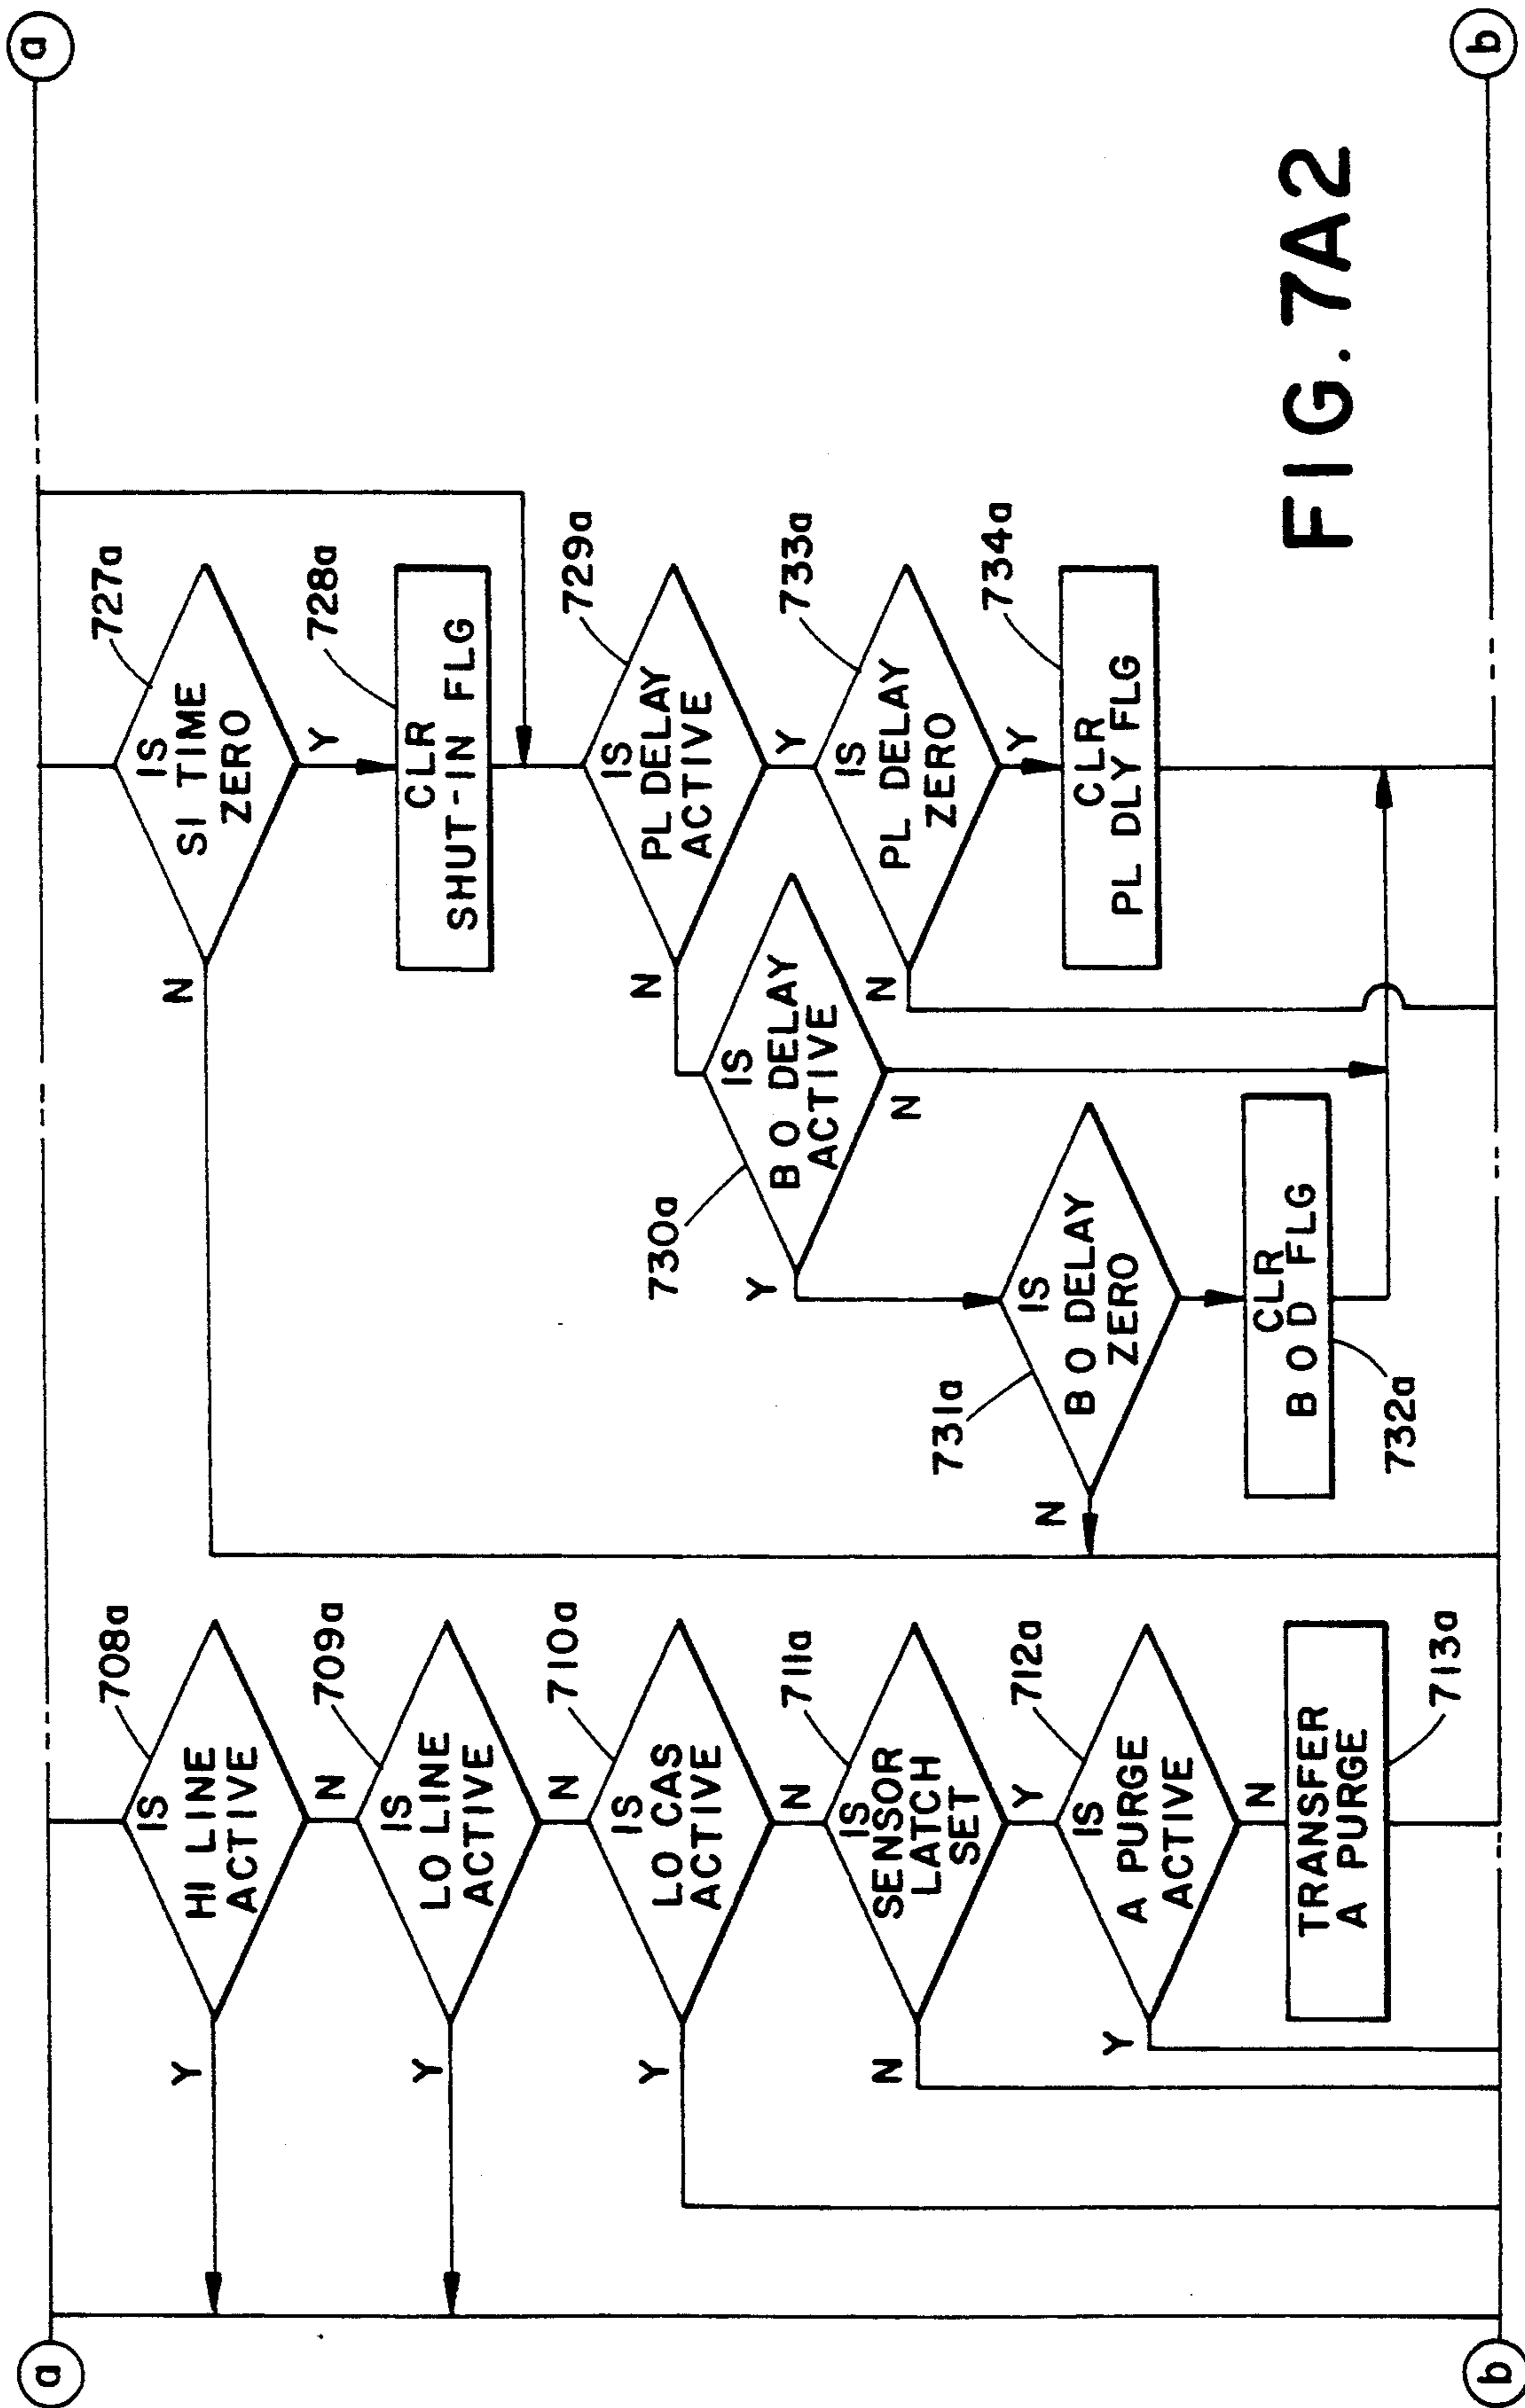 a
a
708a
IS
HI LINE
ACTIVE
Y
N
709a
IS
LO LINE
ACTIVE
Y
N
710a
IS
LO CAS
ACTIVE
Y
N
711a
IS
SENSOR
LATCH
SET
N
Y
712a
IS
A PURGE
ACTIVE
Y
N
TRANSFER
A PURGE
713a
727a
IS
SI TIME
ZERO
N
Y
728a
CLR
SHUT-IN FLG
729a
IS
PL DELAY
ACTIVE
N
Y
730a
IS
B O DELAY
ACTIVE
Y
N
733a
IS
PL DELAY
ZERO
N
Y
731a
IS
B O DELAY
ZERO
N
734a
CLR
PL DLY FLG
CLR
B O D FLG
732a
b
b
FIG. 7A2